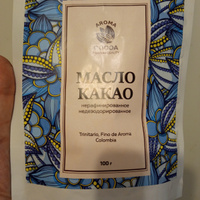 AROMA
МАСЛО
КАКАО
нерафинированное
недезодорированное
Trinitario, Fino de Aroma
Colombia
100 г